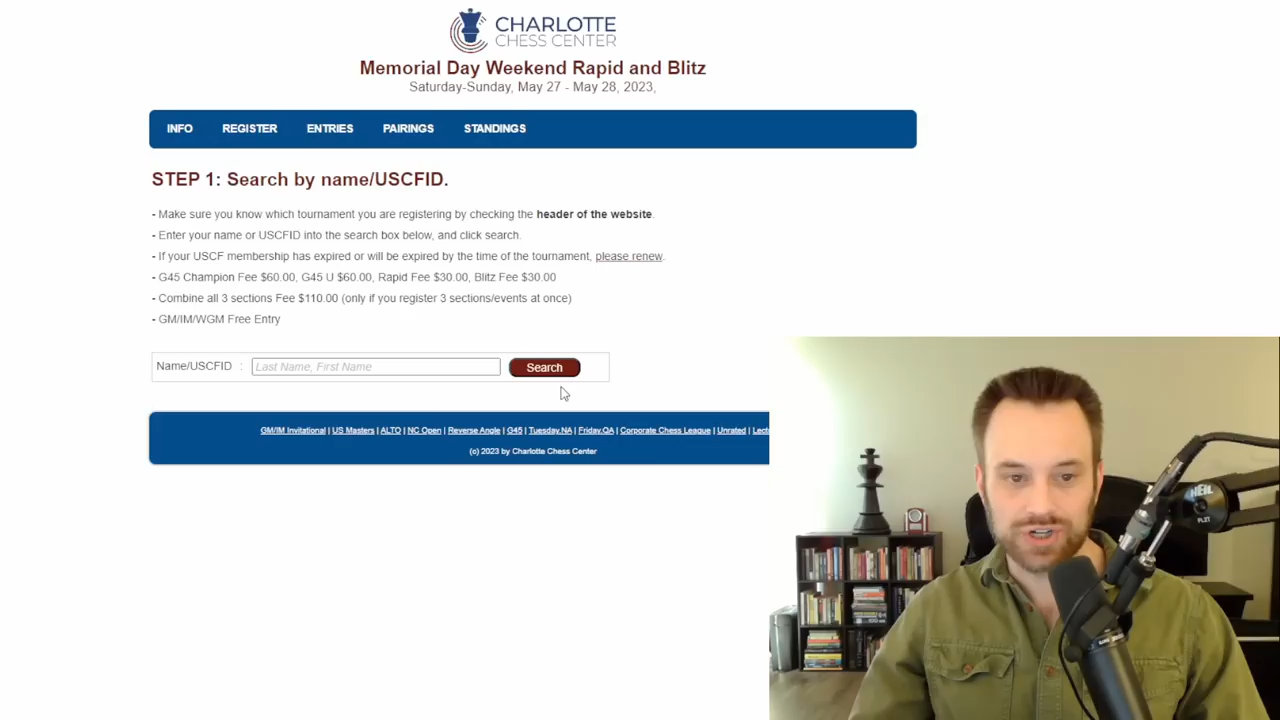 CHARLOTTE
CHESS CENTER
Memorial Day Weekend Rapid and Blitz
Saturday-Sunday, May 27 - May 28, 2023,
INFO REGISTER ENTRIES PAIRINGS STANDINGS
STEP 1: Search by name/USCFID.
- Make sure you know which tournament you are registering by checking the header of the website.
- Enter your name or USCFID into the search box below, and click search.
- If your USCF membership has expired or will be expired by the time of the tournament, please renew.
- G45 Champion Fee $60.00, G45 U $60.00, Rapid Fee $30.00, Blitz Fee $30.00
- Combine all 3 sections Fee $110.00 (only if you register 3 sections/events at once)
- GM/IM/WGM Free Entry
Name/USCFID : Last Name, First Name Search
GM/IM Invitational | US Masters | ALTO | NC Open | Reverse Angle | G45 | Tuesday.NA | Friday.QA | Corporate Chess League | Unrated | Lect
(c) 2023 by Charlotte Chess Center
HEIL